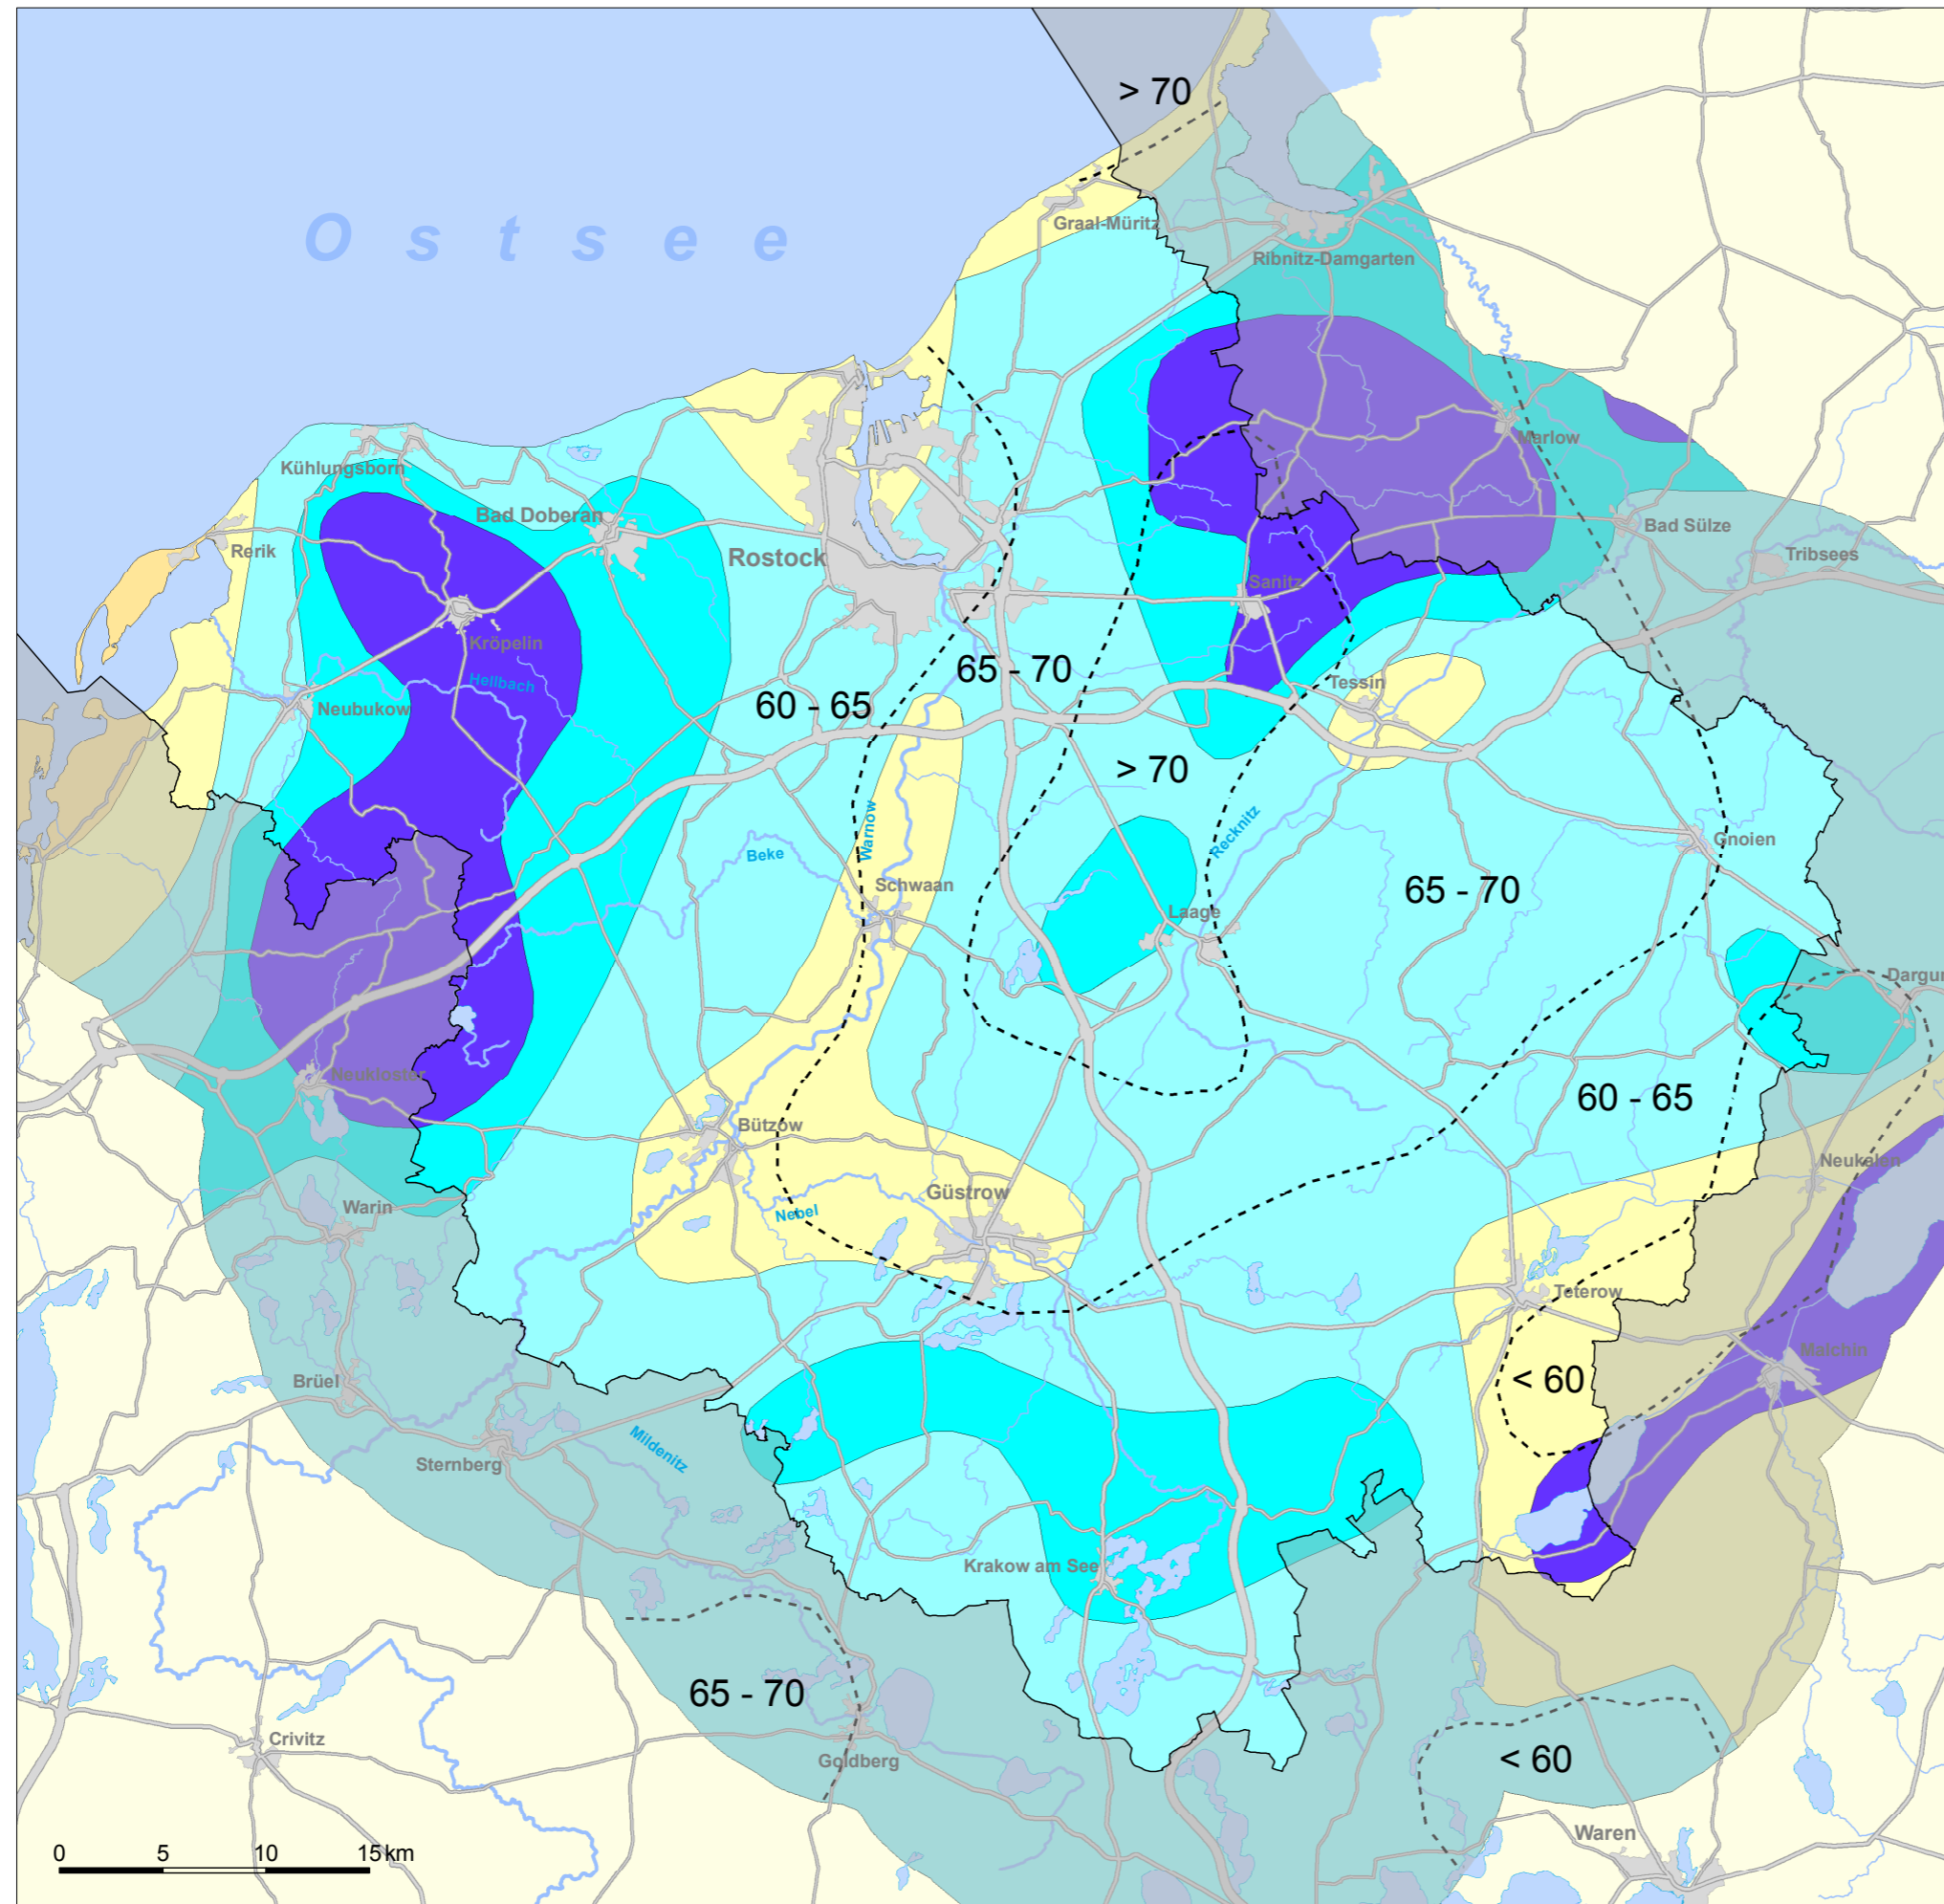 > 70
Ostsee
Graal-Müritz
Ribnitz-Damgarten
Marlow
Kühlungsborn
Bad Doberan
Bad Sülze
Rerik
Rostock
Tribsees
Sanitz
Kröpelin
65 - 70
Hellbach
Tessin
60 - 65
Neubukow
> 70
Warnow
Recknitz
Gnoien
Beke
Schwaan
65 - 70
Laage
Dargun
Neukloster
60 - 65
Bütznow
Neukalen
Güstrow
Warin
Nebel
Teterow
Malchin
< 60
Brüel
Mildenitz
Sternberg
Krakow am See
65 - 70
Crivitz
< 60
Goldberg
Waren
0 5 10 15 km